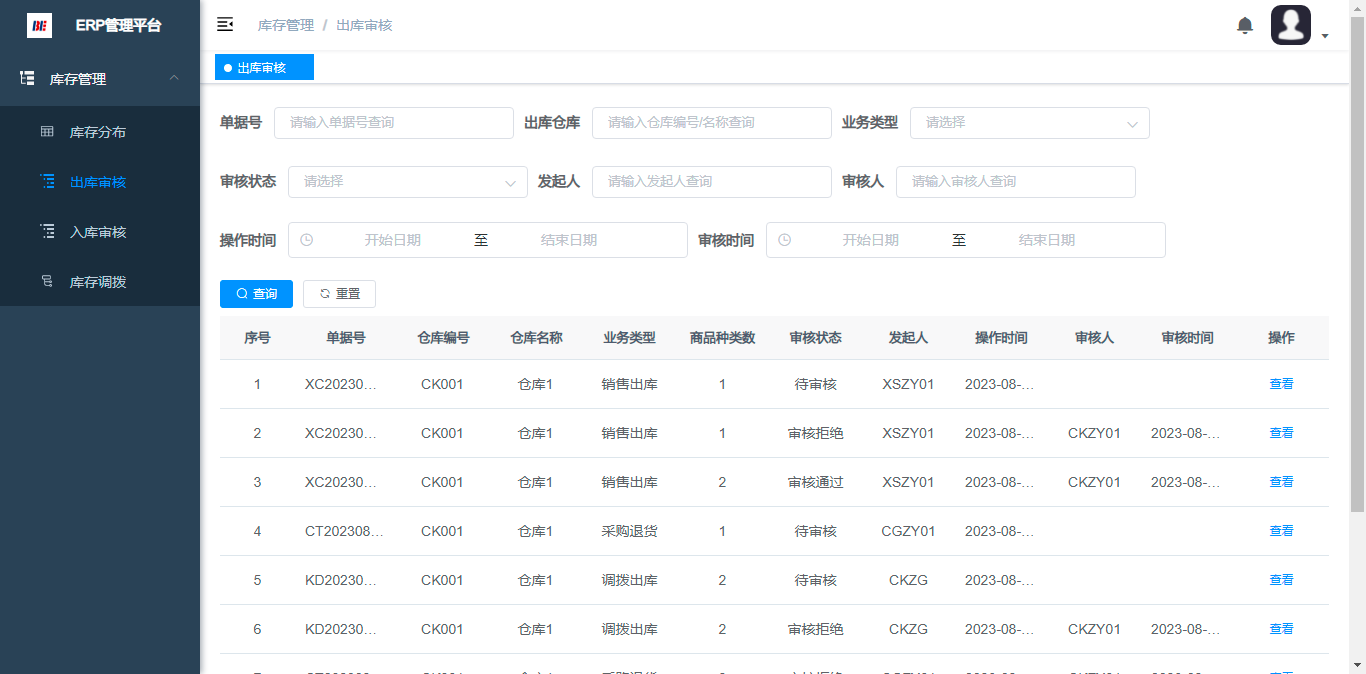 ERP管理平台
库存管理 / 出库审核
库存管理
出库审核
库存分布
出库审核
入库审核
库存调拨
单据号 请输入单据号查询 出库仓库 请输入仓库编号/名称查询 业务类型 请选择
审核状态 请选择 发起人 请输入发起人查询 审核人 请输入审核人查询
操作时间 开始日期 至 结束日期 审核时间 开始日期 至 结束日期
查询 重置
序号 单据号 仓库编号 仓库名称 业务类型 商品种类数 审核状态 发起人 操作时间 审核人 审核时间 操作
1 XC20230... CK001 仓库1 销售出库 1 待审核 XSZY01 2023-08-... 查看
2 XC20230... CK001 仓库1 销售出库 1 审核拒绝 XSZY01 2023-08-... CKZY01 2023-08-... 查看
3 XC20230... CK001 仓库1 销售出库 2 审核通过 XSZY01 2023-08-... CKZY01 2023-08-... 查看
4 CT202308... CK001 仓库1 采购退货 1 待审核 CGZY01 2023-08-... 查看
5 KD20230... CK001 仓库1 调拨出库 2 待审核 CKZG 2023-08-... 查看
6 KD20230... CK001 仓库1 调拨出库 2 审核拒绝 CKZG 2023-08-... CKZY01 2023-08-... 查看